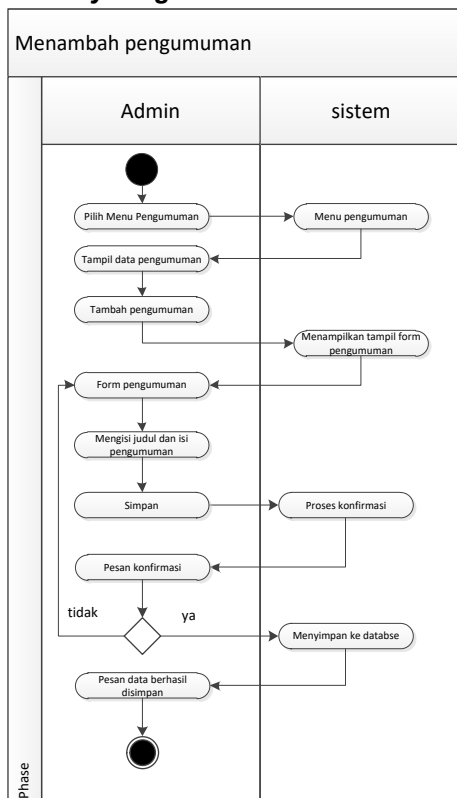 Menambah pengumuman
Admin
sistem
Pilih Menu Pengumuman
Menu pengumuman
Tampil data pengumuman
Tambah pengumuman
Menampilkan tampil form
pengumuman
Form pengumuman
Mengisi judul dan isi
pengumuman
Simpan
Proses konfirmasi
Pesan konfirmasi
tidak
ya
Menyimpan ke databse
Pesan data berhasil
disimpan
Phase